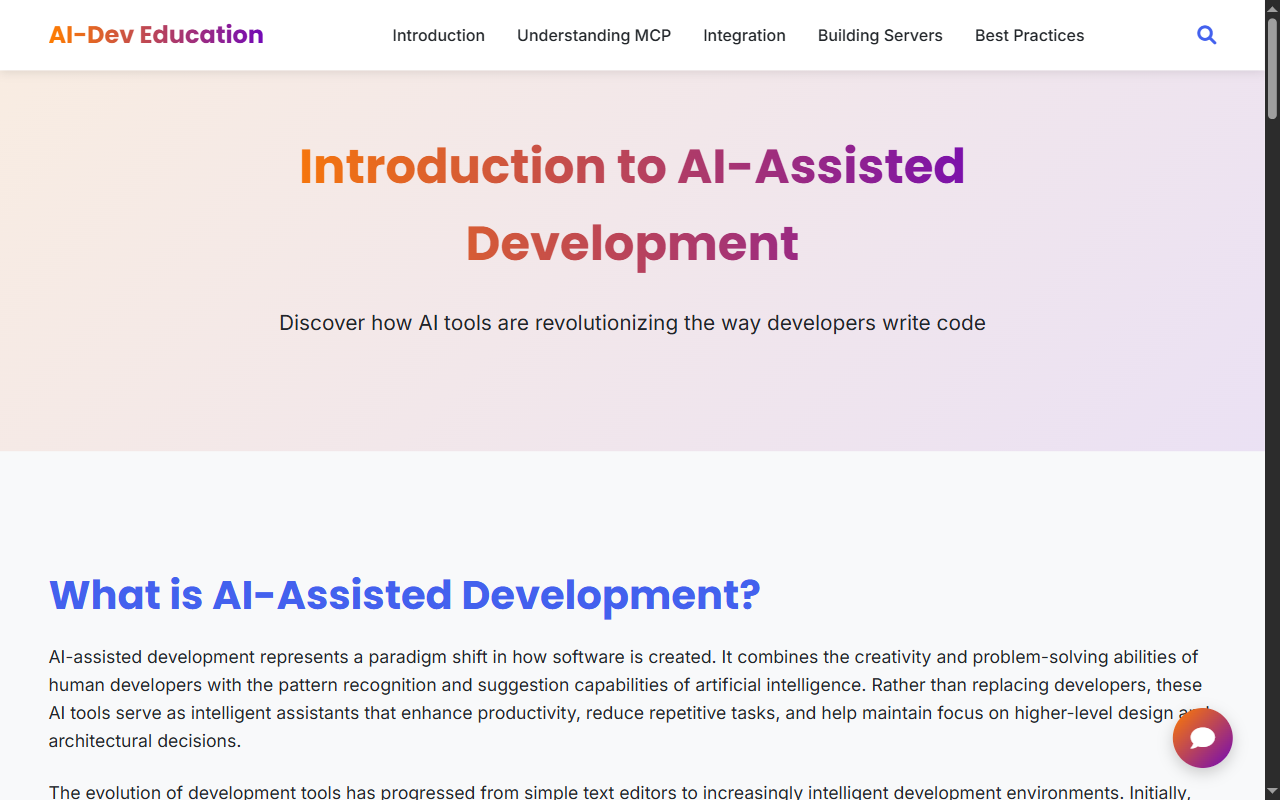 AI-Dev Education
Introduction
Understanding MCP
Integration
Building Servers
Best Practices
Introduction to AI-Assisted
Development
Discover how AI tools are revolutionizing the way developers write code
What is AI-Assisted Development?
AI-assisted development represents a paradigm shift in how software is created. It combines the creativity and problem-solving abilities of
human developers with the pattern recognition and suggestion capabilities of artificial intelligence. Rather than replacing developers, these
AI tools serve as intelligent assistants that enhance productivity, reduce repetitive tasks, and help maintain focus on higher-level design and
architectural decisions.
The evolution of development tools has progressed from simple text editors to increasingly intelligent development environments. Initially,